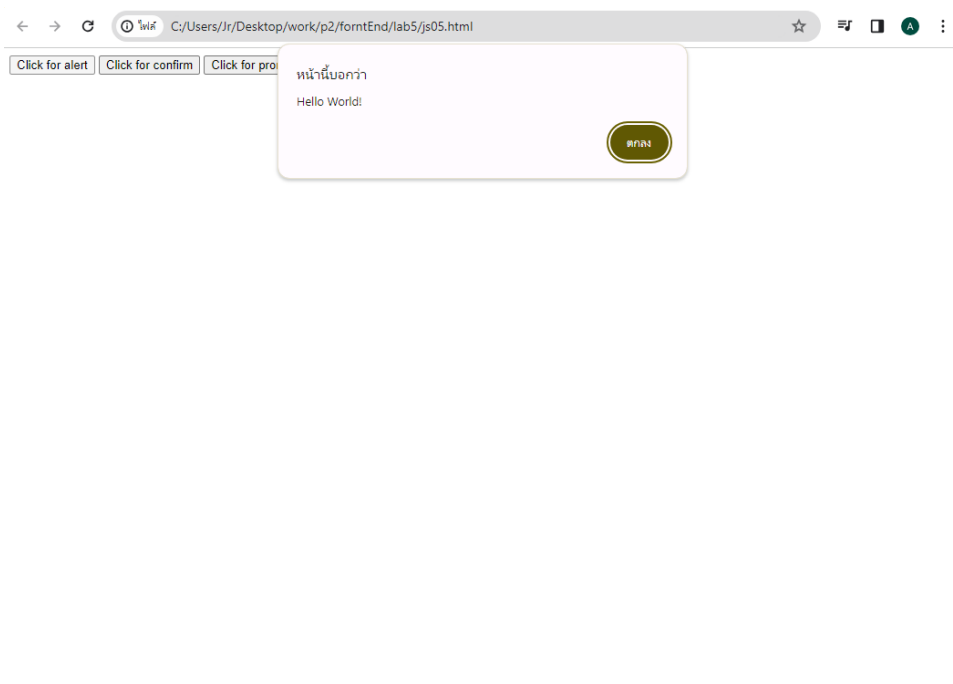 ไฟล์ C:/Users/Jr/Desktop/work/p2/forntEnd/lab5/js05.html
A
Click for alert Click for confirm Click for pro
หน้านี้บอกว่า
Hello World!
ตกลง